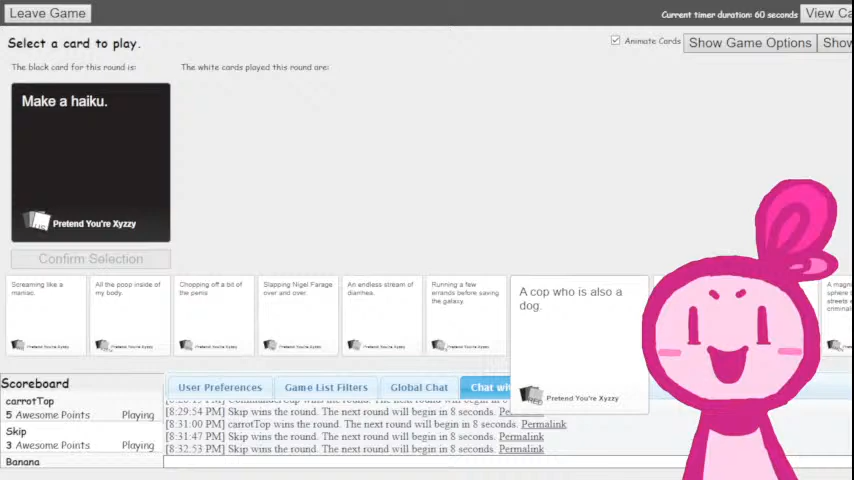 Leave Game
Current timer duration: 60 seconds
View Ca
Select a card to play.
Animate Cards
Show Game Options
Show
The black card for this round is:
The white cards played this round are:
Make a haiku.
Pretend You're Xyzzy
Confirm Selection
Screaming like a
maniac.
Pretend You're Xyzzy
All the poop inside of
my body.
Pretend You're Xyzzy
Chopping off a bit of
the penis
Pretend You're Xyzzy
Slapping Nigel Farage
over and over.
Pretend You're Xyzzy
An endless stream of
diarrhea.
Pretend You're Xyzzy
Running a few
errands before saving
the galaxy.
Pretend You're Xyzzy
A cop who is also a
dog.
RED
Pretend You're Xyzzy
A magn
sphere
streets
criminal
Scoreboard
carrotTop
5 Awesome Points Playing
Skip
3 Awesome Points Playing
Banana
User Preferences
Game List Filters
Global Chat
Chat wi
[8:29:54 PM] Skip wins the round. The next round will begin in 8 seconds. Pe
[8:31:00 PM] carrotTop wins the round. The next round will begin in 8 seconds. Permalink
[8:31:47 PM] Skip wins the round. The next round will begin in 8 seconds. Permalink
[8:32:53 PM] Skip wins the round. The next round will begin in 8 seconds. Permalink